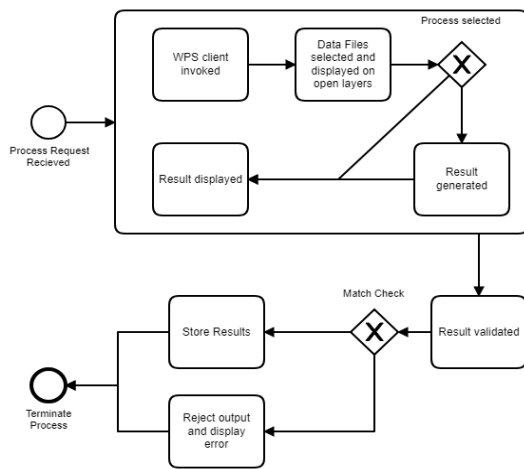 Process selected
WPS client
invoked
Data Files
selected and
displayed on
open layers
X
Process Request
Recieved
Result displayed
Result
generated
Match Check
Store Results
X
Result validated
Terminate
Process
Reject output
and display
error